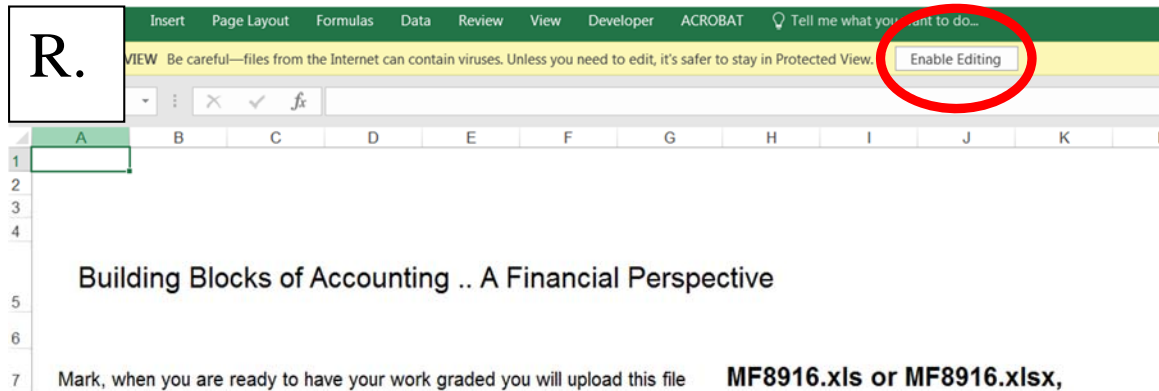 Insert Page Layout Formulas Data Review View Developer ACROBAT Tell me what you want to do...
R.
VIEW Be careful—files from the Internet can contain viruses. Unless you need to edit, it's safer to stay in Protected View. Enable Editing
fx
A B C D E F G H I J K
1
2
3
4
Building Blocks of Accounting .. A Financial Perspective
5
6
7 Mark, when you are ready to have your work graded you will upload this file MF8916.xls or MF8916.xlsx,